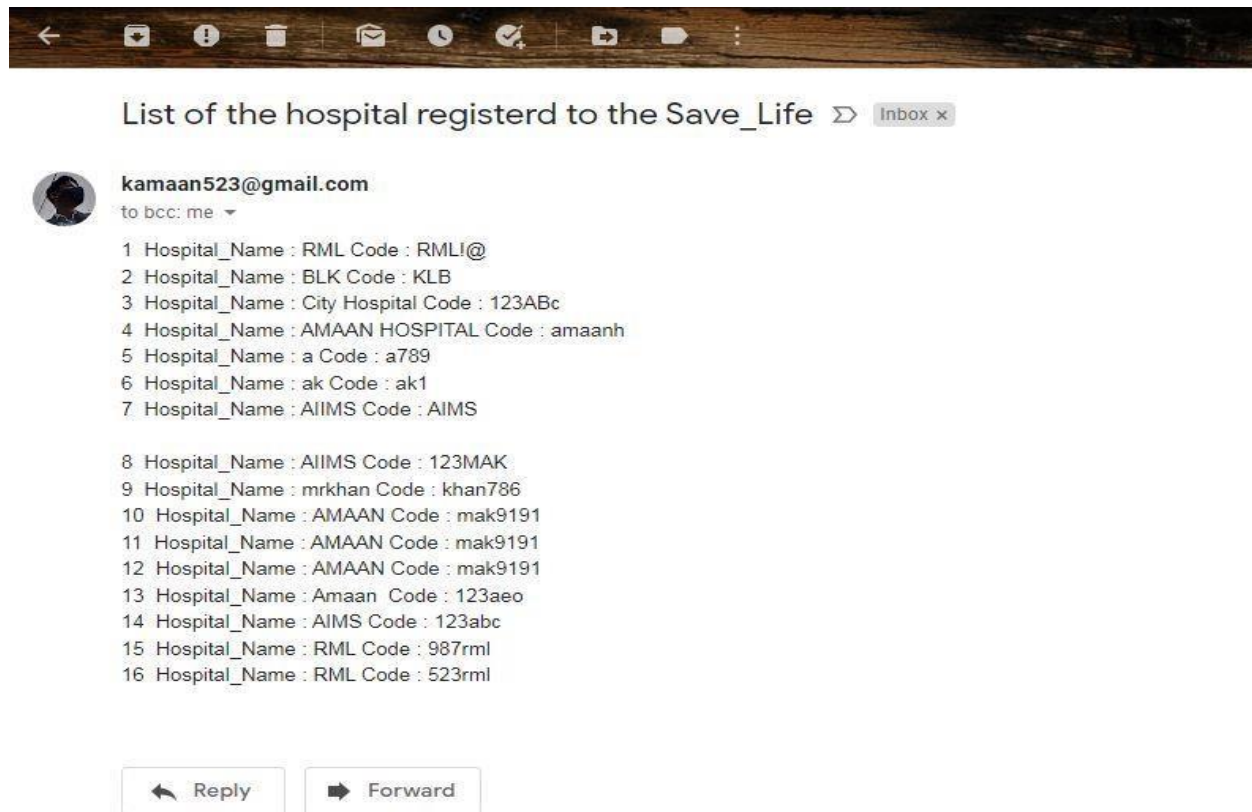 List of the hospital registerd to the Save_Life Inbox x
kamaan523@gmail.com
to bcc: me
1 Hospital_Name : RML Code : RML!@
2 Hospital_Name : BLK Code : KLB
3 Hospital_Name : City Hospital Code : 123ABc
4 Hospital_Name : AMAAN HOSPITAL Code : amaanh
5 Hospital_Name : a Code : a789
6 Hospital_Name : ak Code : ak1
7 Hospital_Name : AIIMS Code : AIMS
8 Hospital_Name : AIIMS Code : 123MAK
9 Hospital_Name : mrkhan Code : khan786
10 Hospital_Name : AMAAN Code : mak9191
11 Hospital_Name : AMAAN Code : mak9191
12 Hospital_Name : AMAAN Code : mak9191
13 Hospital_Name : Amaan Code : 123aeo
14 Hospital_Name : AIMS Code : 123abc
15 Hospital_Name : RML Code : 987rml
16 Hospital_Name : RML Code : 523rml
Reply Forward